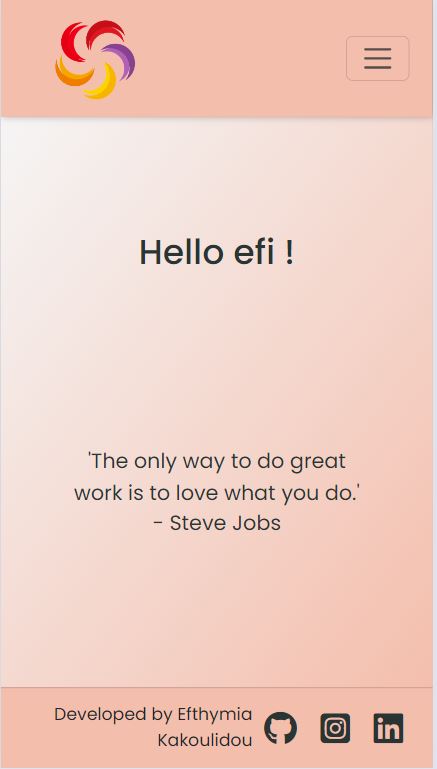 Hello efi !
'The only way to do great
work is to love what you do.'
- Steve Jobs
Developed by Efthymia
Kakoulidou
in